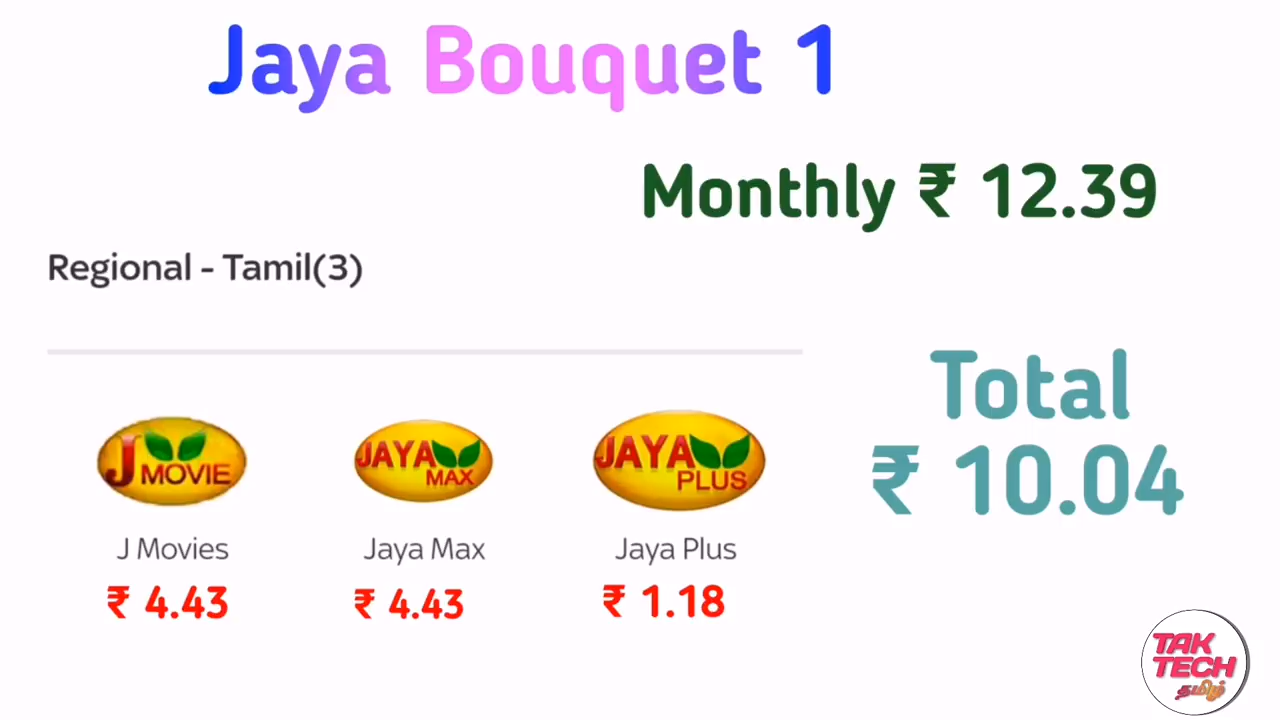 Jaya Bouquet 1
Monthly ₹ 12.39
Regional - Tamil(3)
Total
₹ 10.04
J MOVIE
JAYA MAX
JAYA PLUS
J Movies
Jaya Max
Jaya Plus
₹ 4.43
₹ 4.43
₹ 1.18
TAK
TECH
தமிழ்